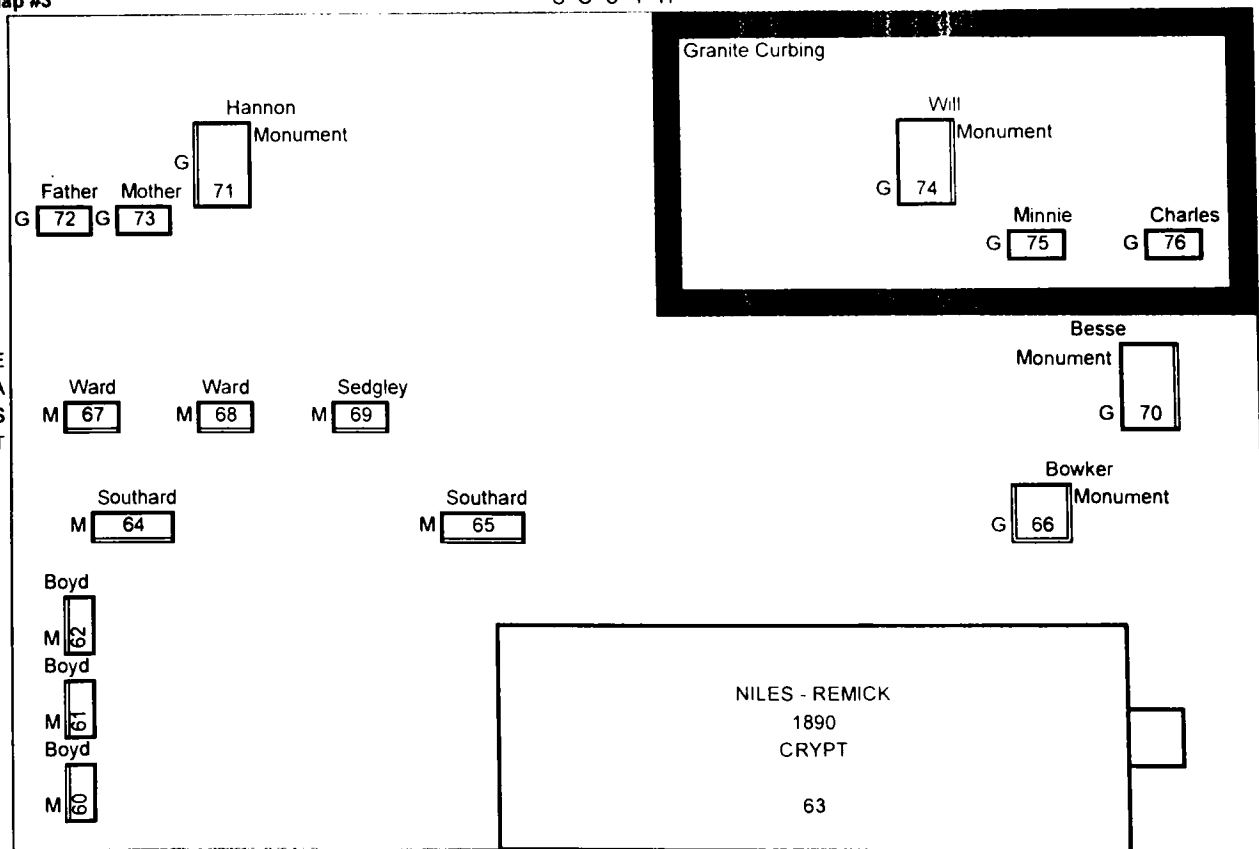 Granite Curbing
Hannon
Monument
G
71
Father Mother
G 72 G 73
Will
Monument
G 74
Minnie Charles
G 75 G 76
Besse
Monument
G 70
E
A
S
T
Ward Ward Sedgley
M 67 M 68 M 69
Bowker
Monument
G 66
Southard Southard
M 64 M 65
Boyd
M 62
Boyd
M 61
Boyd
M 60
NILES - REMICK
1890
CRYPT
63